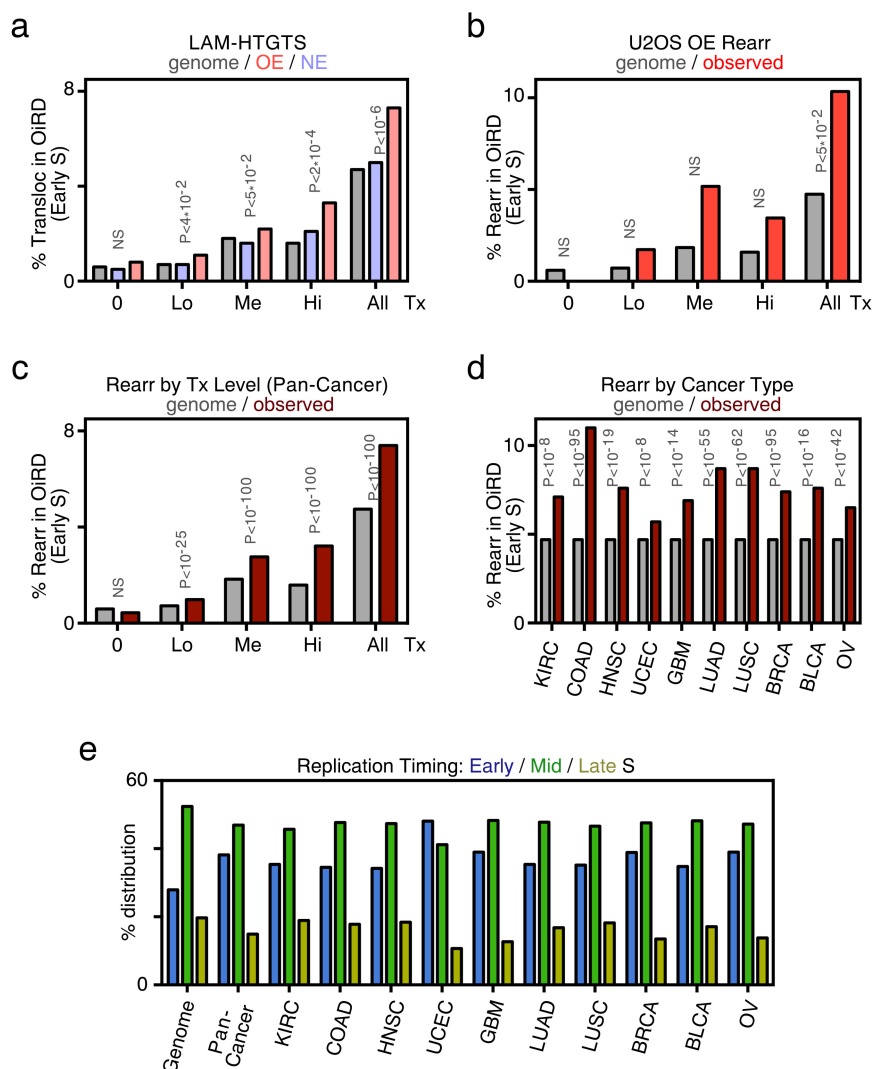 a
LAM-HTGTS
genome / OE / NE
% Transloc in OiRD
(Early S)
8
0
NS
P<4*10-2
P<5*10-2
P<2*10-4
P<10-6
0 Lo Me Hi All Tx
b
U2OS OE Rearr
genome / observed
% Rearr in OiRD
(Early S)
10
0
NS
NS
NS
NS
P<5*10-2
0 Lo Me Hi All Tx
c
Rearr by Tx Level (Pan-Cancer)
genome / observed
% Rearr in OiRD
(Early S)
8
0
NS
P<10-25
P<10-100
P<10-100
P<10-100
0 Lo Me Hi All Tx
d
Rearr by Cancer Type
genome / observed
% Rearr in OiRD
(Early S)
10
0
P<10-8
P<10-95
P<10-19
P<10-8
P<10-14
P<10-55
P<10-62
P<10-95
P<10-16
P<10-42
KIRC
COAD
HNSC
UCEC
GBM
LUAD
LUSC
BRCA
BLCA
OV
e
Replication Timing: Early / Mid / Late S
% distribution
60
0
Genome
Pan-
Cancer
KIRC
COAD
HNSC
UCEC
GBM
LUAD
LUSC
BRCA
BLCA
OV